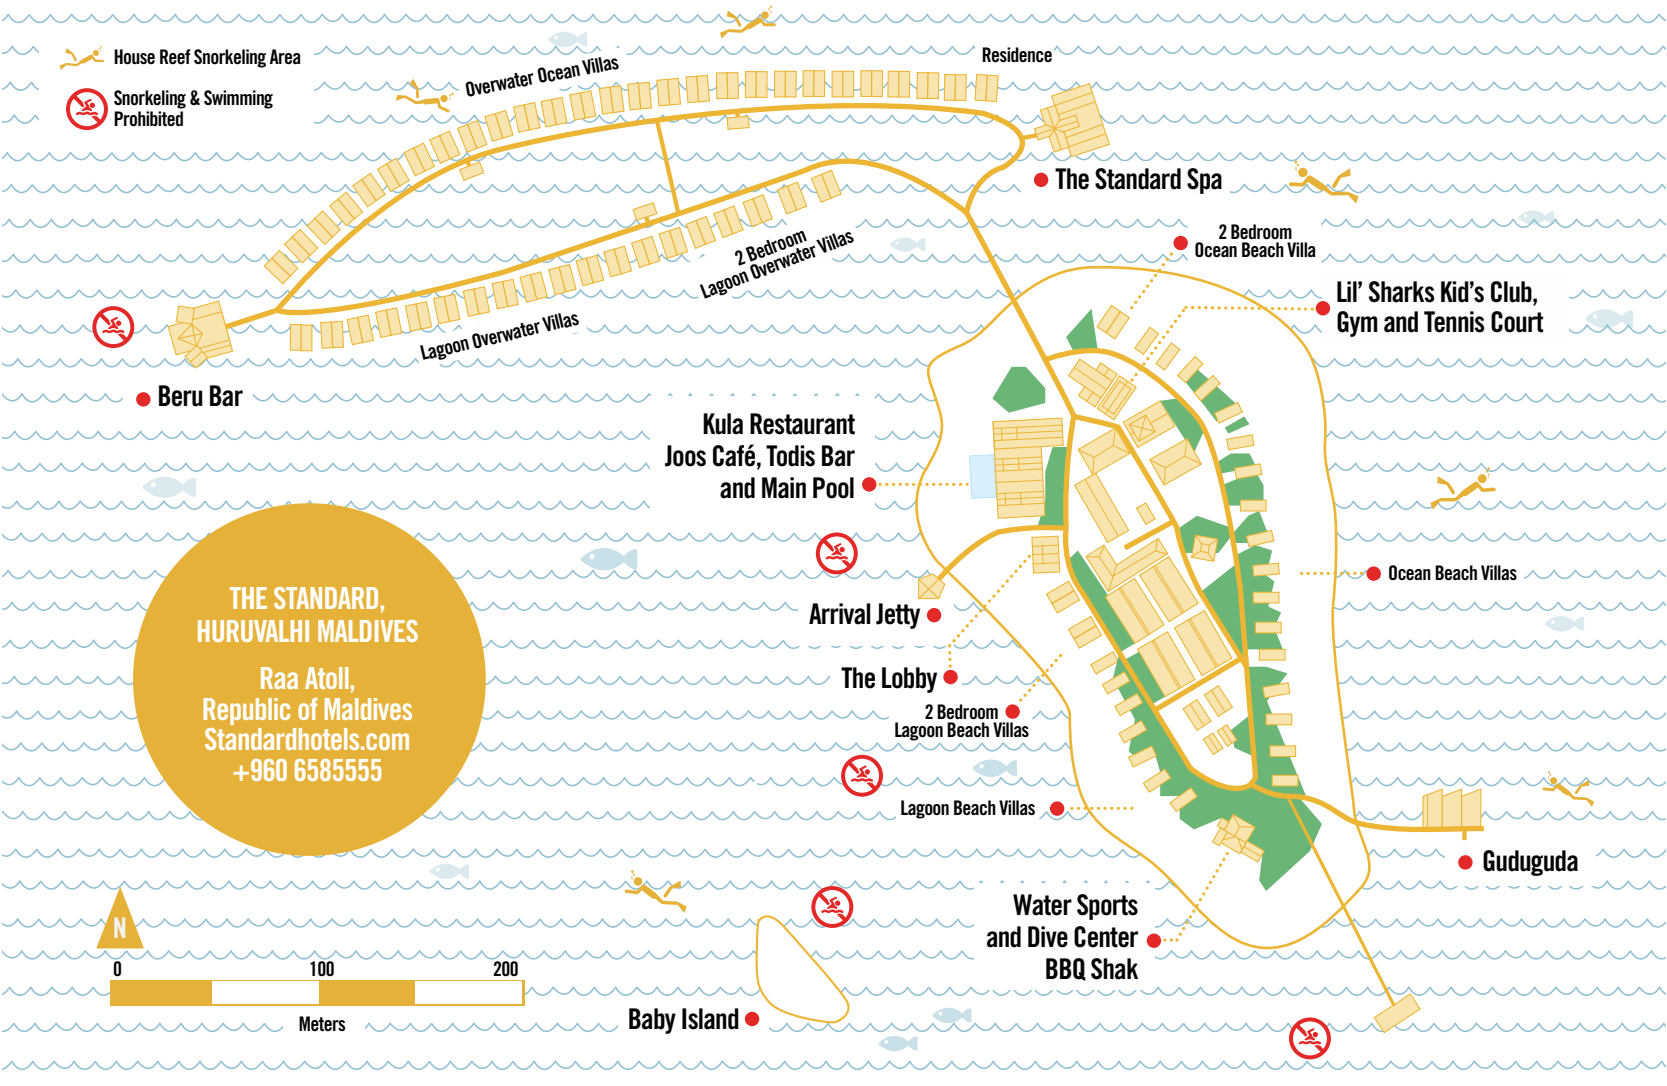 House Reef Snorkeling Area
Snorkeling & Swimming
Prohibited
Overwater Ocean Villas
Residence
The Standard Spa
2 Bedroom
Ocean Beach Villa
Lil’ Sharks Kid’s Club,
Gym and Tennis Court
2 Bedroom
Lagoon Overwater Villas
Lagoon Overwater Villas
Beru Bar
Kula Restaurant
Joos Café, Todis Bar
and Main Pool
Ocean Beach Villas
Arrival Jetty
The Lobby
2 Bedroom
Lagoon Beach Villas
Lagoon Beach Villas
THE STANDARD,
HURUVALHI MALDIVES
Raa Atoll,
Republic of Maldives
Standardhotels.com
+960 6585555
Guduguda
Water Sports
and Dive Center
BBQ Shak
Baby Island
N
0 100 200
Meters